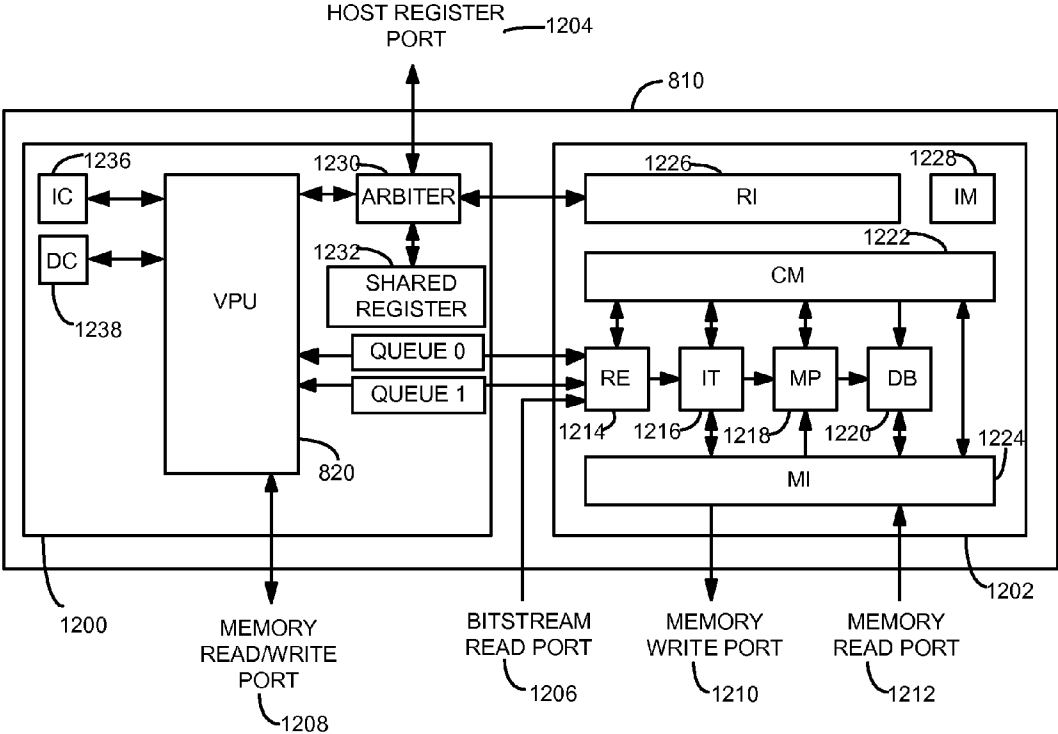 HOST REGISTER
PORT
1204
810
1236
1230
1226
1228
IC
ARBITER
RI
IM
DC
1232
1222
SHARED
REGISTER
CM
1238
VPU
QUEUE 0
QUEUE 1
RE
IT
MP
DB
1214
1216
1218
1220
1224
820
MI
1200
1202
MEMORY
READ/WRITE
PORT
1208
BITSTREAM
READ PORT
1206
MEMORY
WRITE PORT
1210
MEMORY
READ PORT
1212